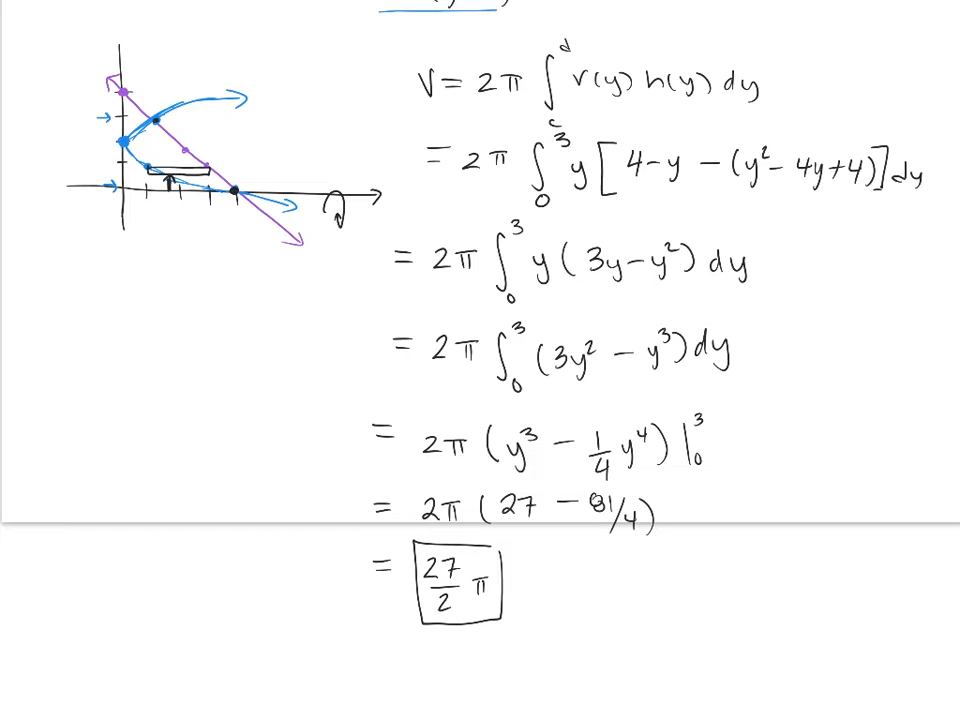 V = 2π ∫_c^d r(y) h(y) dy
= 2π ∫_0^3 y [4-y - (y² - 4y+4)] dy
= 2π ∫_0^3 y (3y-y²) dy
= 2π ∫_0^3 (3y² - y³) dy
= 2π (y³ - 1/4 y⁴) |_0^3
= 2π (27 - 81/4)
= 27/2 π